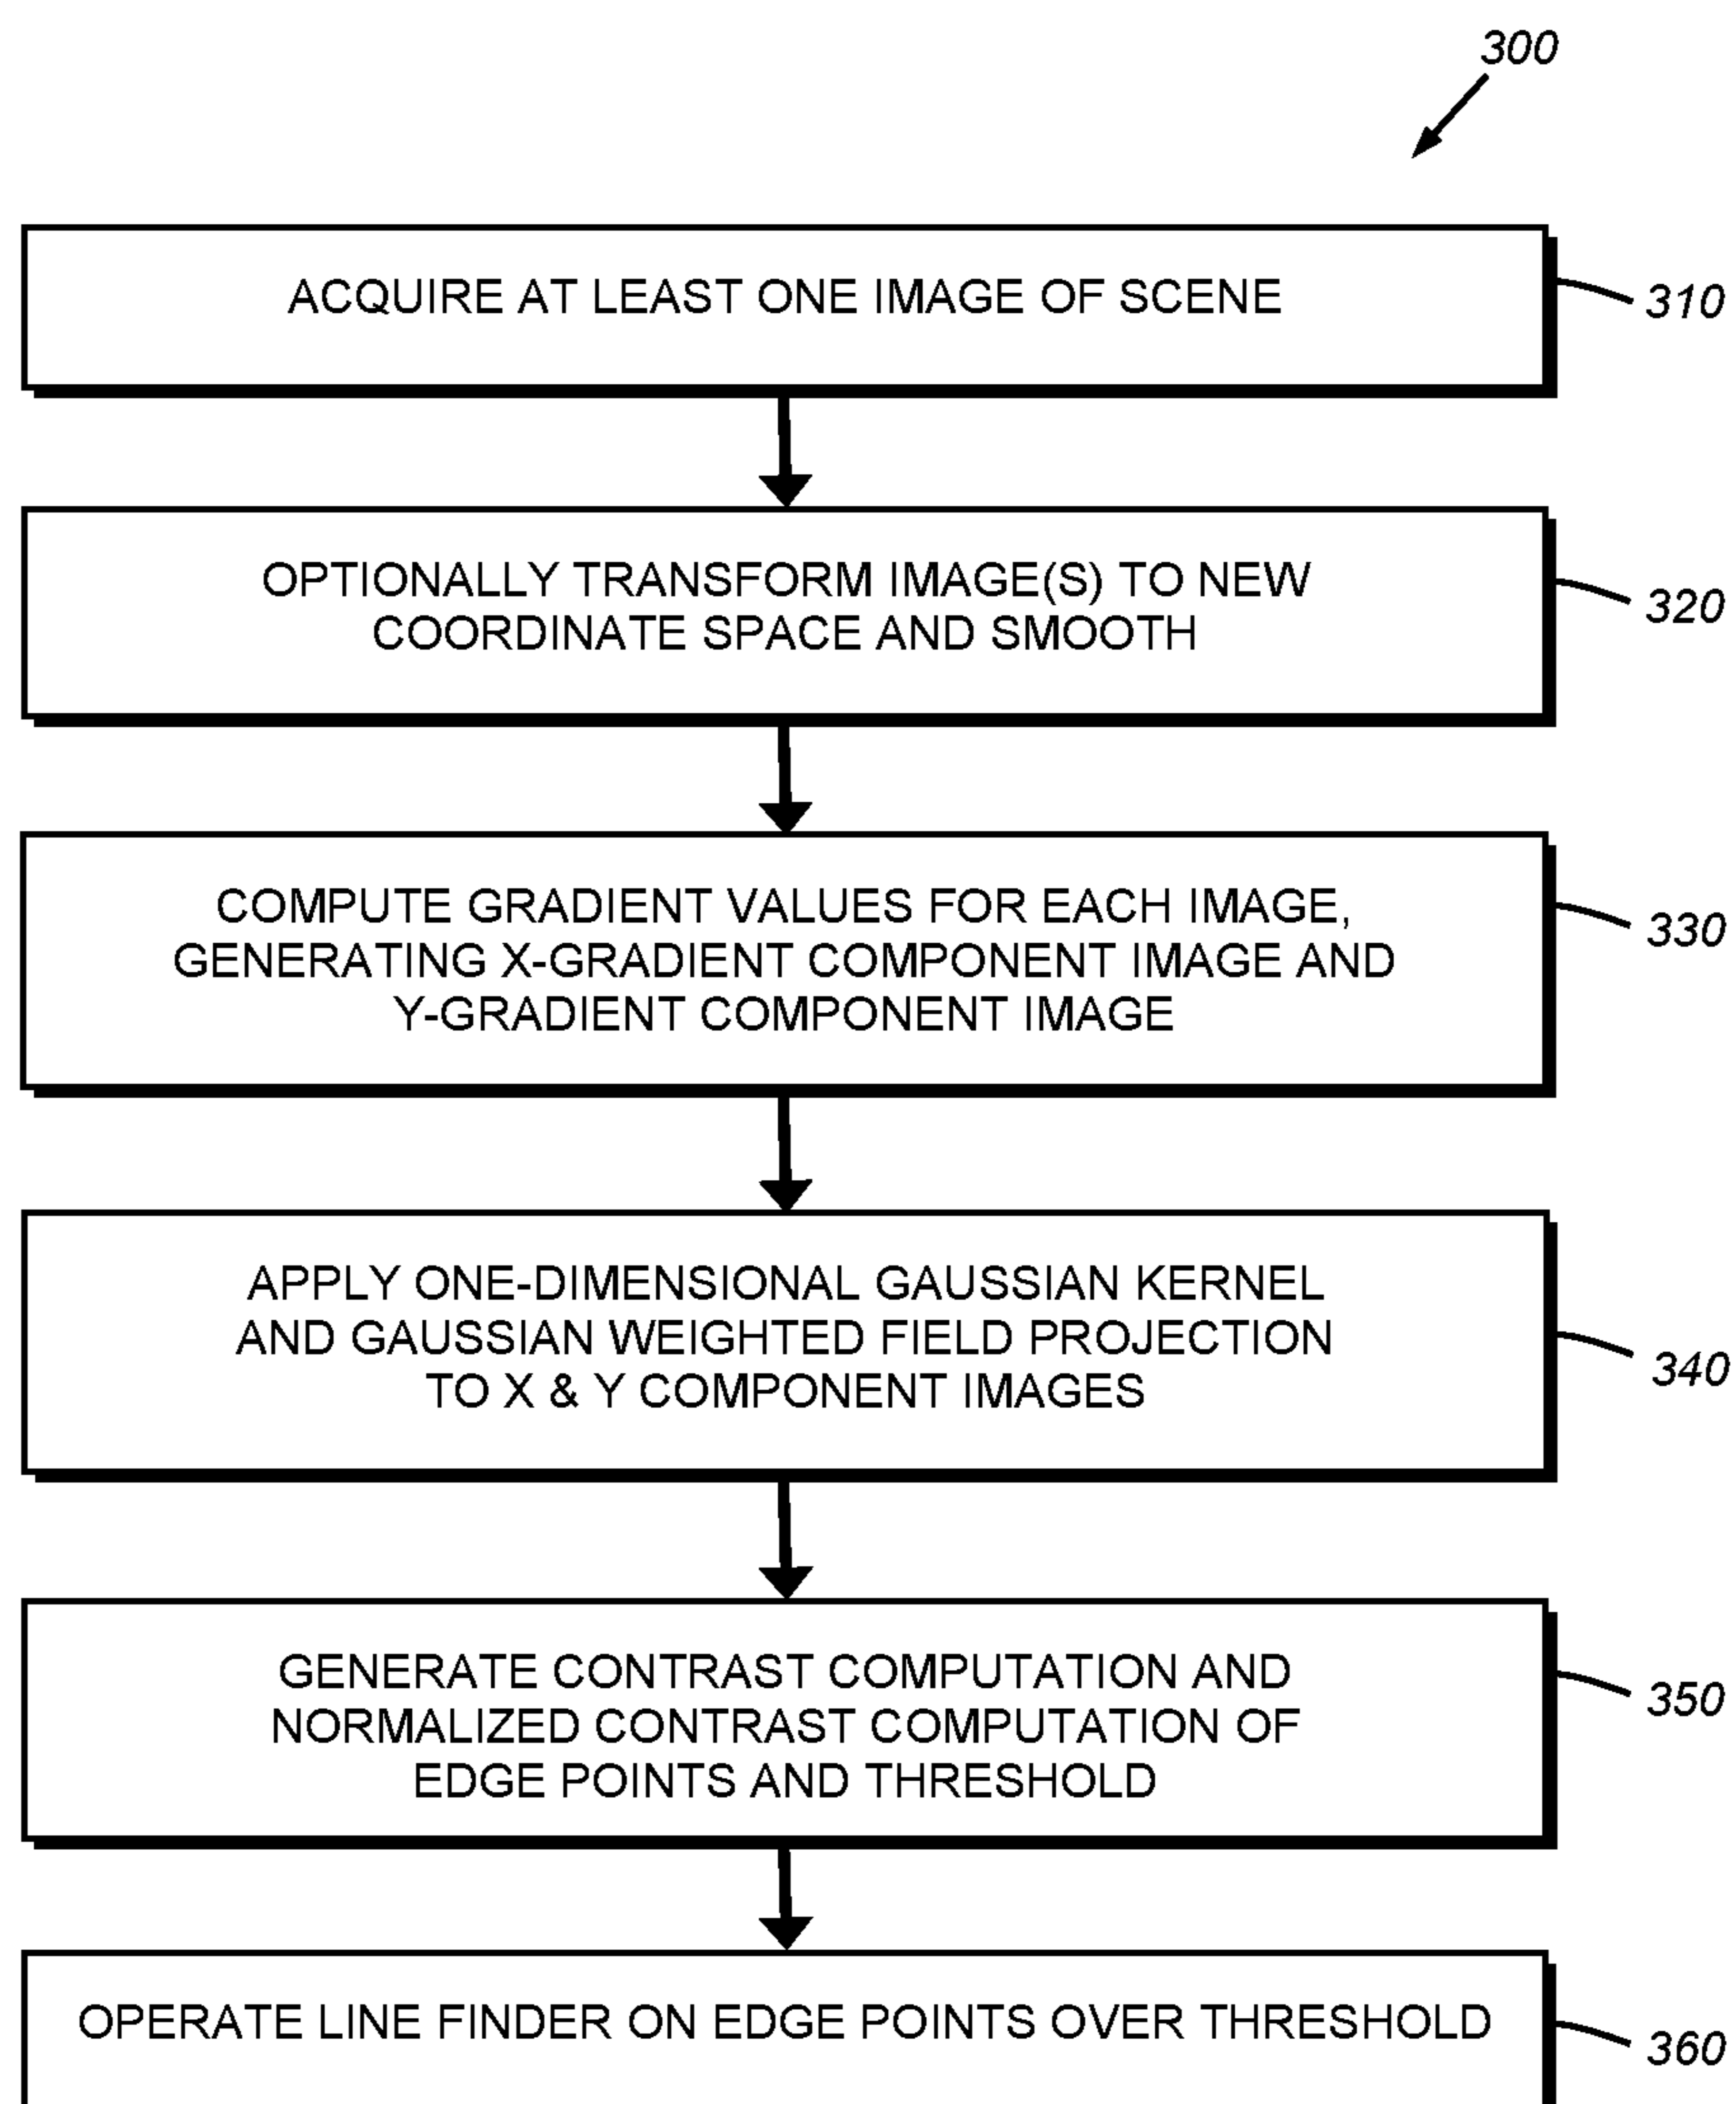 300
ACQUIRE AT LEAST ONE IMAGE OF SCENE
310
OPTIONALLY TRANSFORM IMAGE(S) TO NEW
COORDINATE SPACE AND SMOOTH
320
COMPUTE GRADIENT VALUES FOR EACH IMAGE,
GENERATING X-GRADIENT COMPONENT IMAGE AND
Y-GRADIENT COMPONENT IMAGE
330
APPLY ONE-DIMENSIONAL GAUSSIAN KERNEL
AND GAUSSIAN WEIGHTED FIELD PROJECTION
TO X & Y COMPONENT IMAGES
340
GENERATE CONTRAST COMPUTATION AND
NORMALIZED CONTRAST COMPUTATION OF
EDGE POINTS AND THRESHOLD
350
OPERATE LINE FINDER ON EDGE POINTS OVER THRESHOLD
360